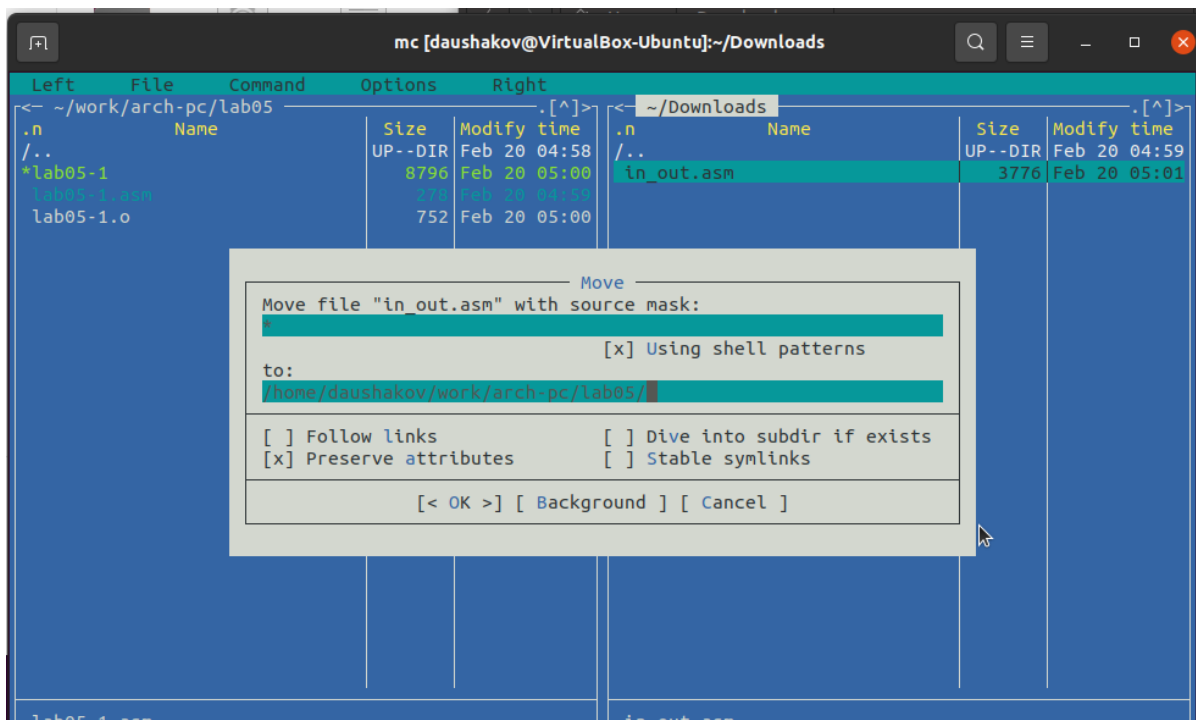 mc [daushakov@VirtualBox-Ubuntu]:~/Downloads
Left File Command Options Right
<─ ~/work/arch-pc/lab05 ─.[^]>
.n Name Size Modify time
/.. UP--DIR Feb 20 04:58
*lab05-1 8796 Feb 20 05:00
lab05-1.asm 278 Feb 20 04:59
lab05-1.o 752 Feb 20 05:00
<─ ~/Downloads ─.[^]>
.n Name Size Modify time
/.. UP--DIR Feb 20 04:59
in_out.asm 3776 Feb 20 05:01
Move
Move file "in_out.asm" with source mask:
*
[x] Using shell patterns
to:
/home/daushakov/work/arch-pc/lab05/
[ ] Follow links [ ] Dive into subdir if exists
[x] Preserve attributes [ ] Stable symlinks
[< OK >] [ Background ] [ Cancel ]
lab05-1.asm
in_out.asm